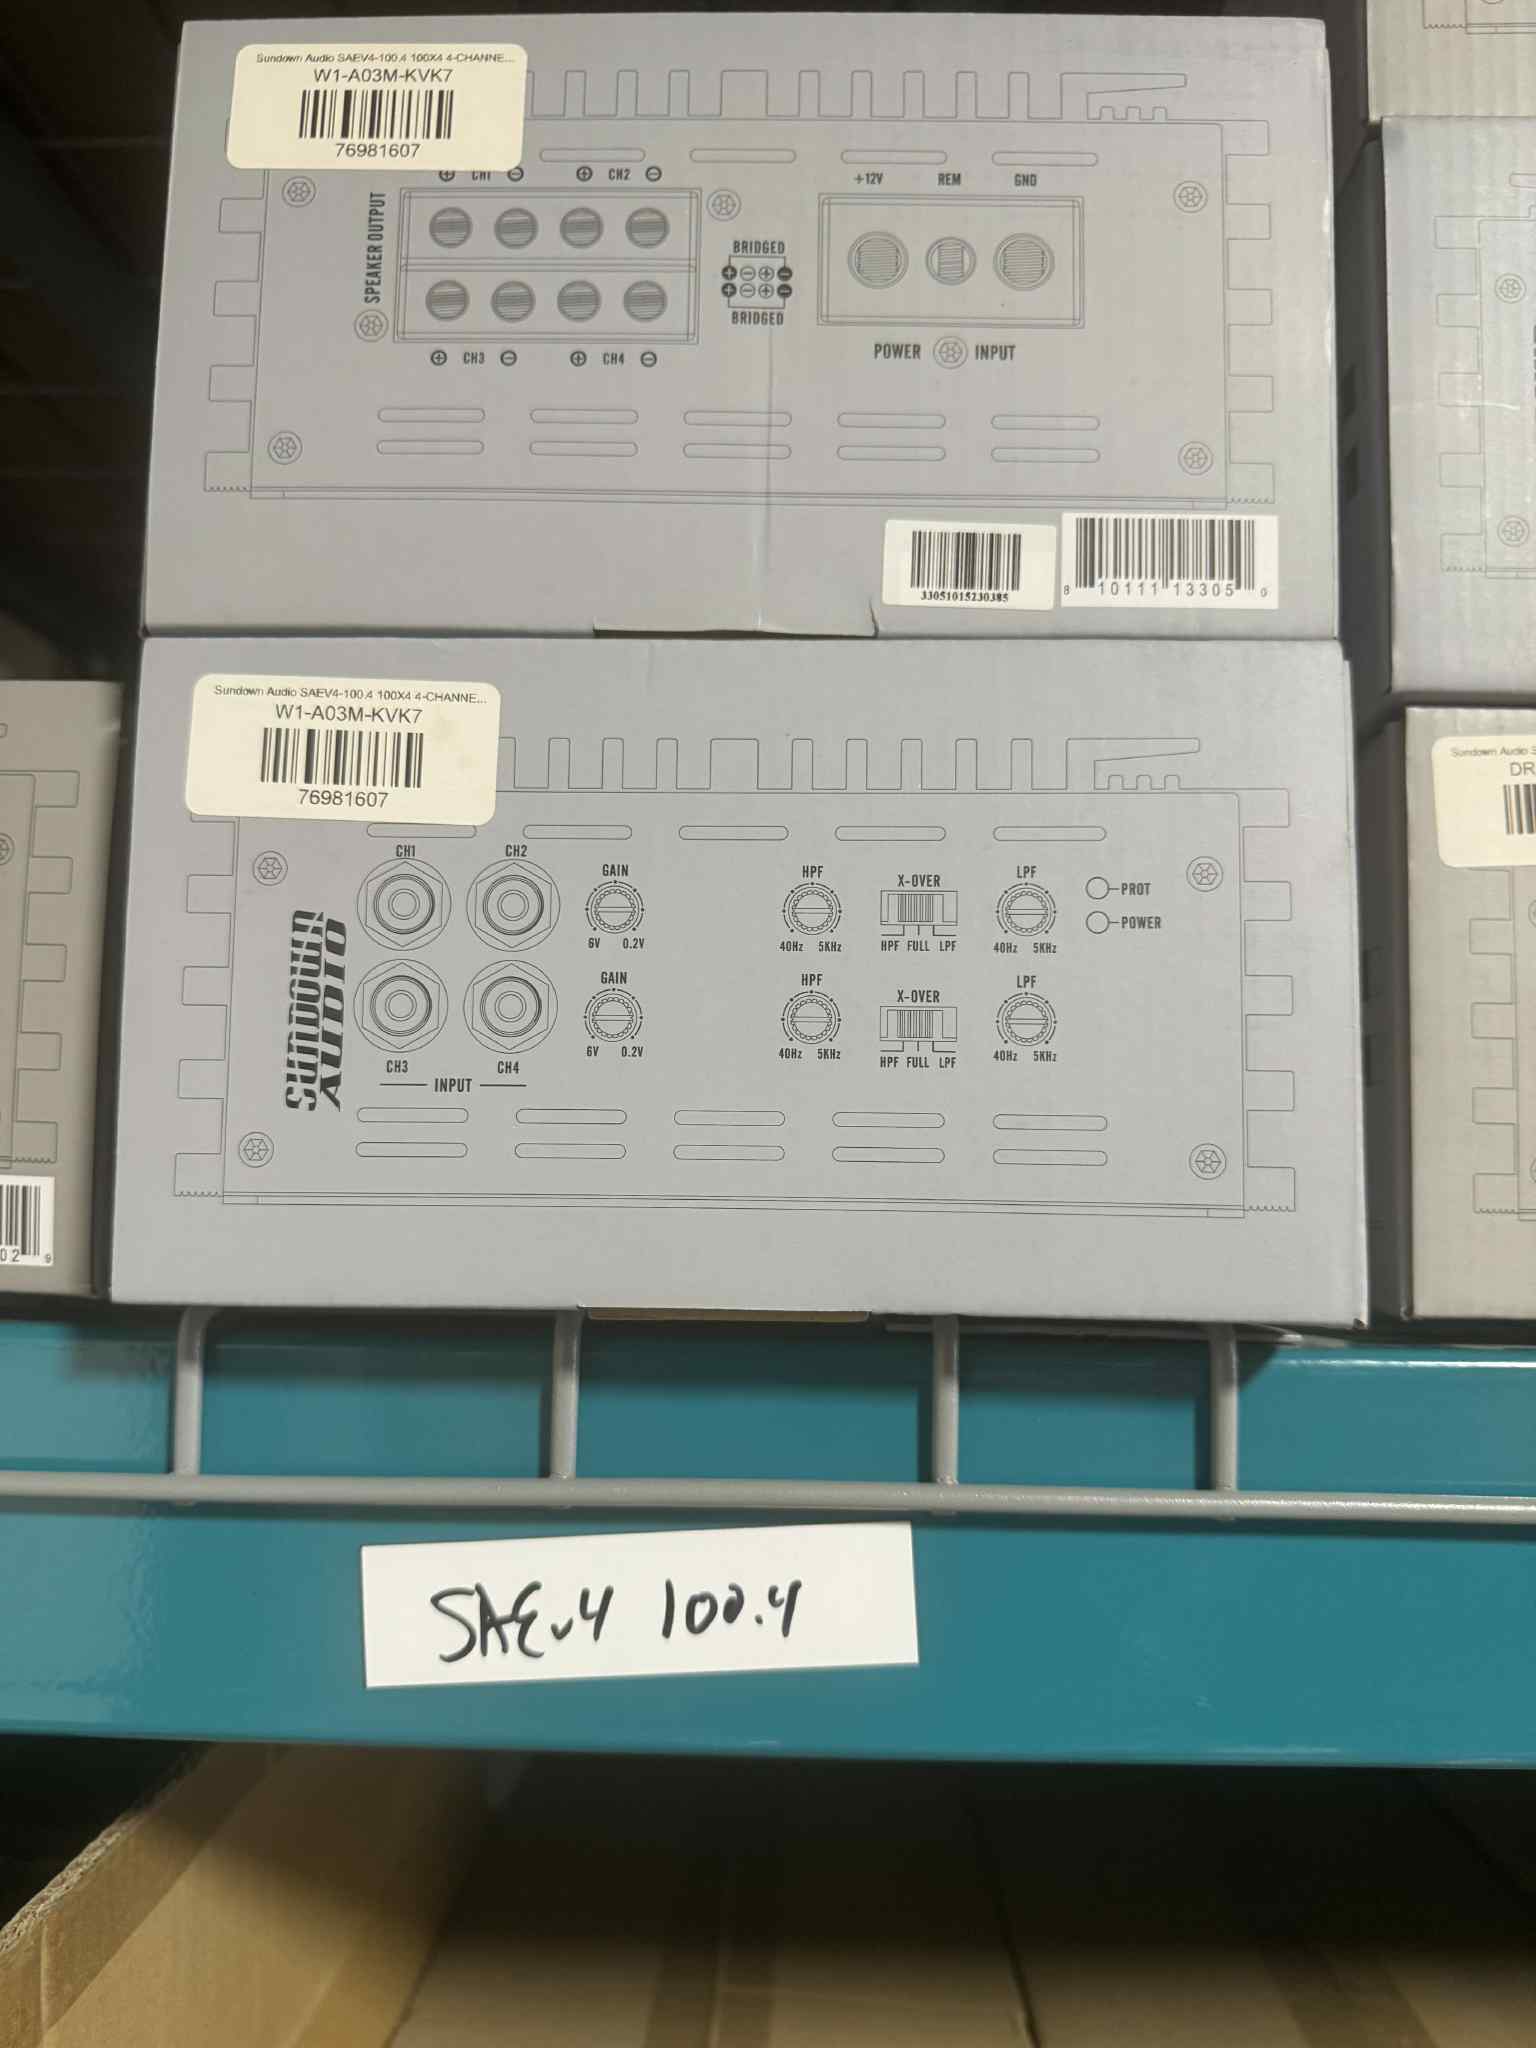 Sundown Audio SAEV4-100.4 100X4 4-CHANNE...
W1-A03M-KVK7
76981607
CH1 CH2
SPEAKER OUTPUT
CH3 CH4
BRIDGED
BRIDGED
+12V REM GND
POWER INPUT
33051015230385
8 10111 13305 0
Sundown Audio SAEV4-100.4 100X4 4-CHANNE...
W1-A03M-KVK7
76981607
SUNDOWN
AUDIO
CH1 CH2
GAIN
6V 0.2V
HPF
40Hz 5KHz
X-OVER
HPF FULL LPF
LPF
40Hz 5KHz
PROT
POWER
CH3 CH4
INPUT
GAIN
6V 0.2V
HPF
40Hz 5KHz
X-OVER
HPF FULL LPF
LPF
40Hz 5KHz
Sundown Audio
DR
02 9
SAEv4 100.4